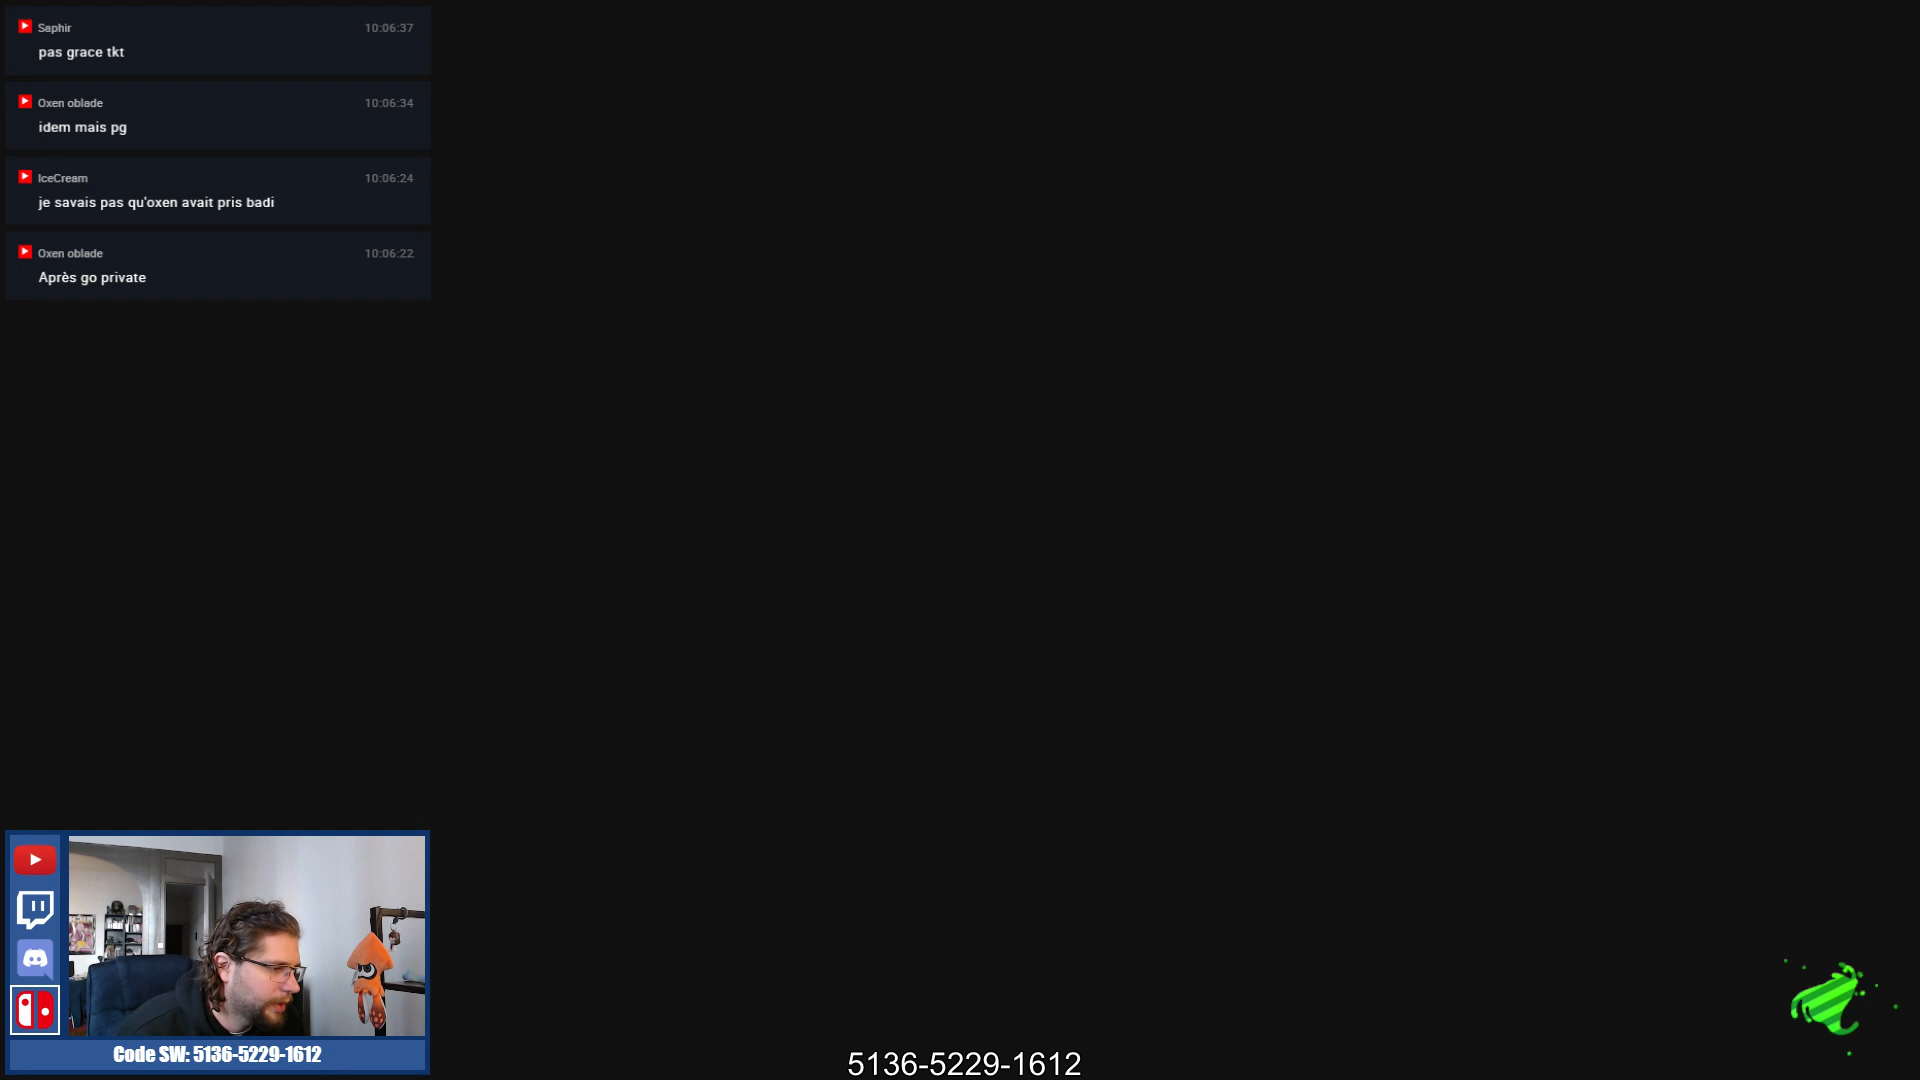 Saphir 10:06:37
pas grace tkt
Oxen oblade 10:06:34
idem mais pg
IceCream 10:06:24
je savais pas qu'oxen avait pris badi
Oxen oblade 10:06:22
Après go private
Code SW: 5136-5229-1612
5136-5229-1612